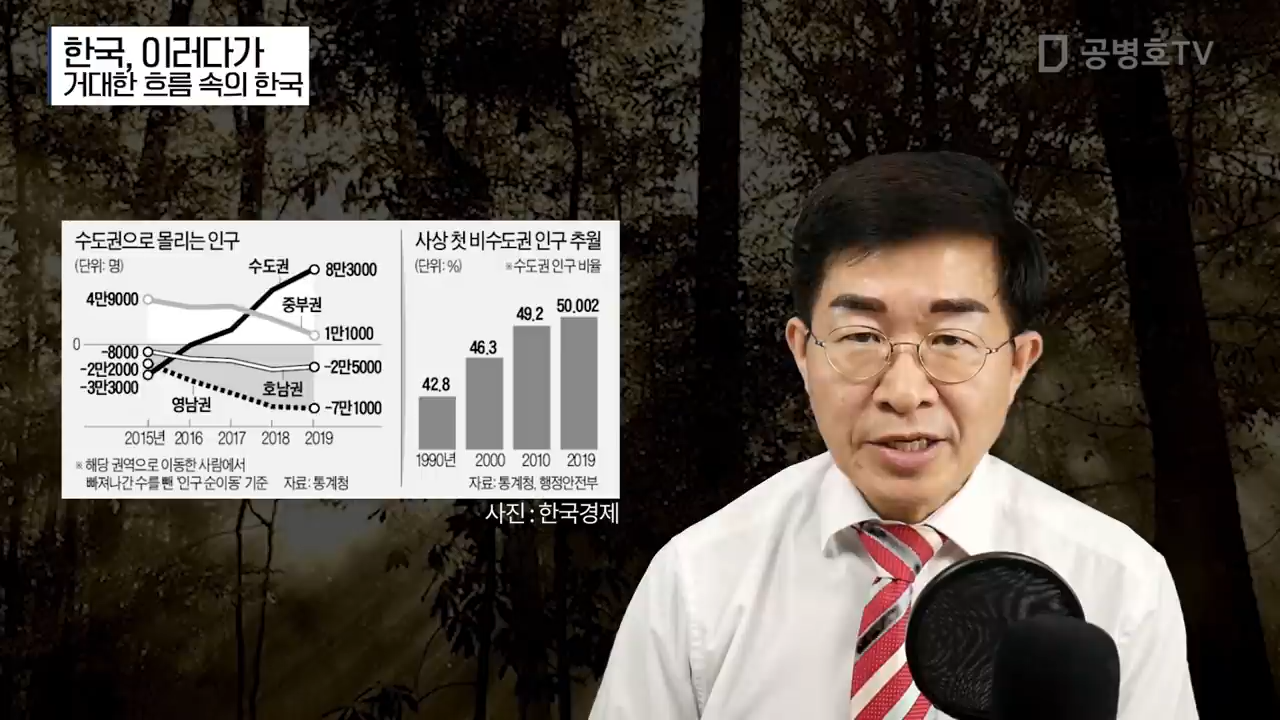 한국, 이러다가
거대한 흐름 속의 한국
공병호TV
수도권으로 몰리는 인구
(단위: 명)
수도권
8만3000
4만9000
중부권
1만1000
0
-8000
-2만2000
-3만3000
-2만5000
호남권
영남권
-7만1000
2015년 2016 2017 2018 2019
※ 해당 권역으로 이동한 사람에서
빠져나간 수를 뺀 '인구 순이동' 기준 자료: 통계청
사상 첫 비수도권 인구 추월
(단위: %) ※수도권 인구 비율
42.8
46.3
49.2
50.002
1990년 2000 2010 2019
자료: 통계청, 행정안전부
사진 : 한국경제